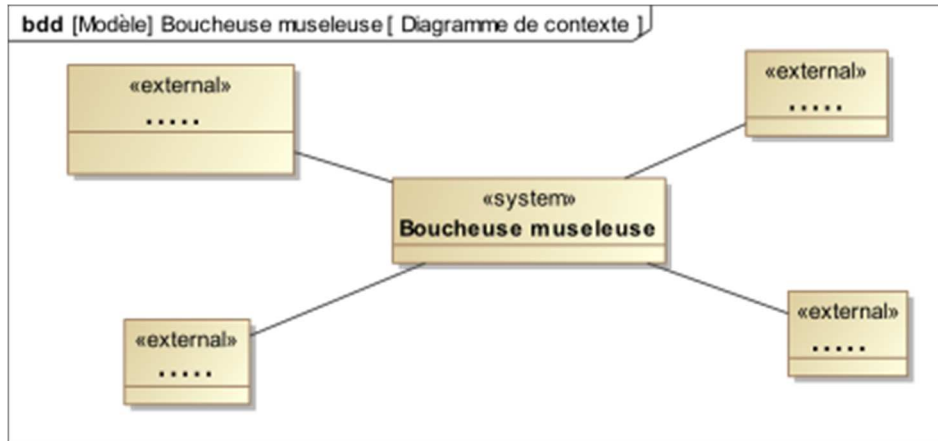 bdd [Modèle] Boucheuse museleuse [ Diagramme de contexte ]
«external»
.....
«external»
.....
«system»
Boucheuse museleuse
«external»
.....
«external»
.....